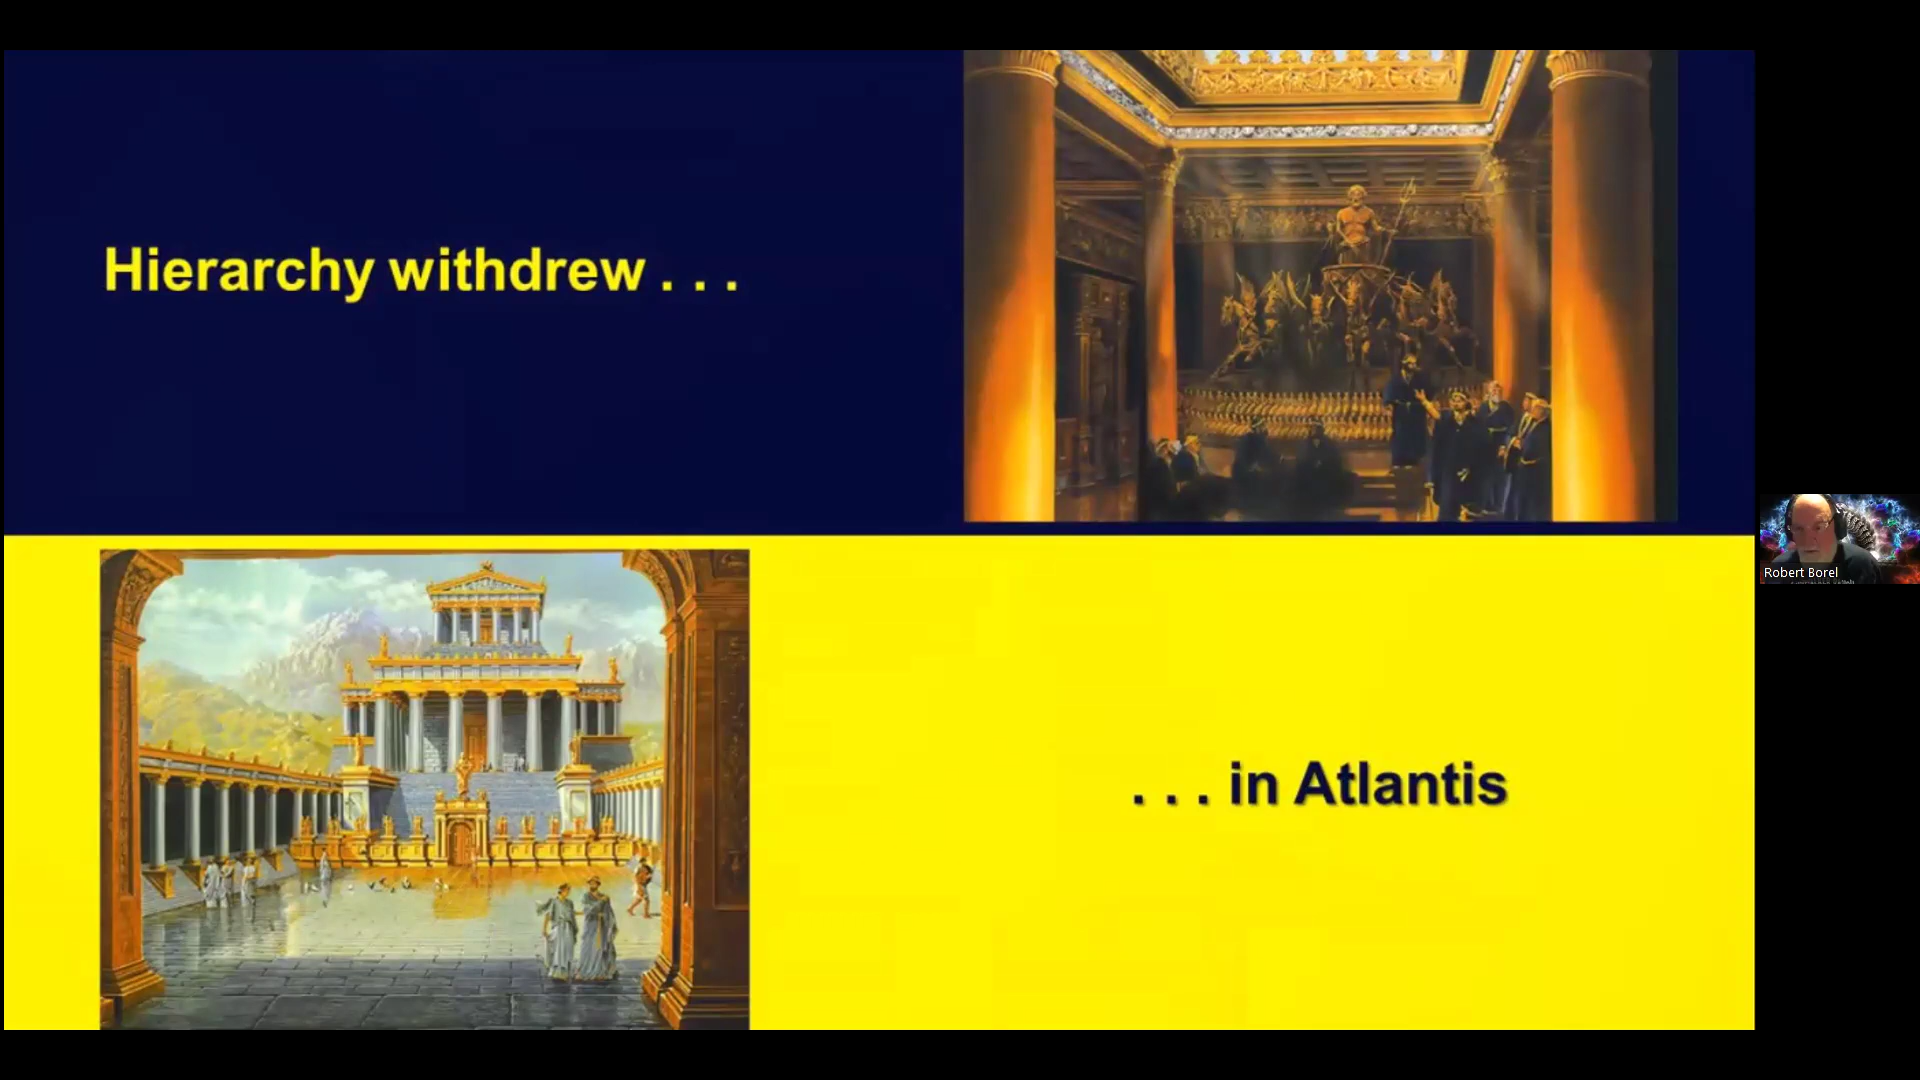 Hierarchy withdrew . . .
. . . in Atlantis
Robert Borel